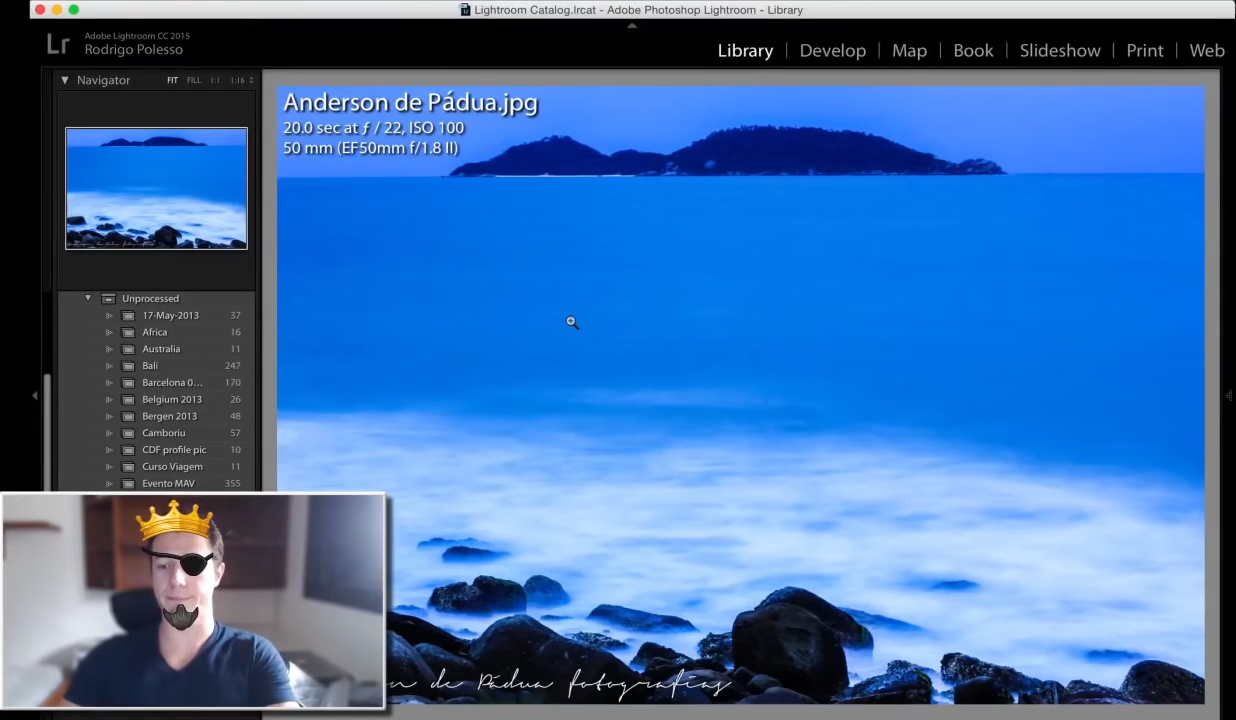 Lightroom Catalog.lrcat - Adobe Photoshop Lightroom - Library
Lr
Adobe Lightroom CC 2015
Rodrigo Polesso
Library | Develop | Map | Book | Slideshow | Print | Web
Navigator FIT FILL 1:1 1:16
Anderson de Pádua.jpg
20.0 sec at ƒ / 22, ISO 100
50 mm (EF50mm f/1.8 II)
Unprocessed
17-May-2013 37
Africa 16
Australia 11
Bali 247
Barcelona 0... 170
Belgium 2013 26
Bergen 2013 48
Camboriu 57
CDF profile pic 10
Curso Viagem 11
Evento MAV 355
de Pádua fotografias